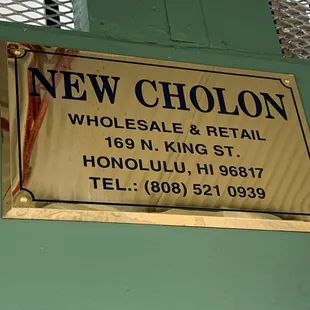 NEW CHOLON
WHOLESALE & RETAIL
169 N. KING ST.
HONOLULU, HI 96817
TEL.: (808) 521 0939